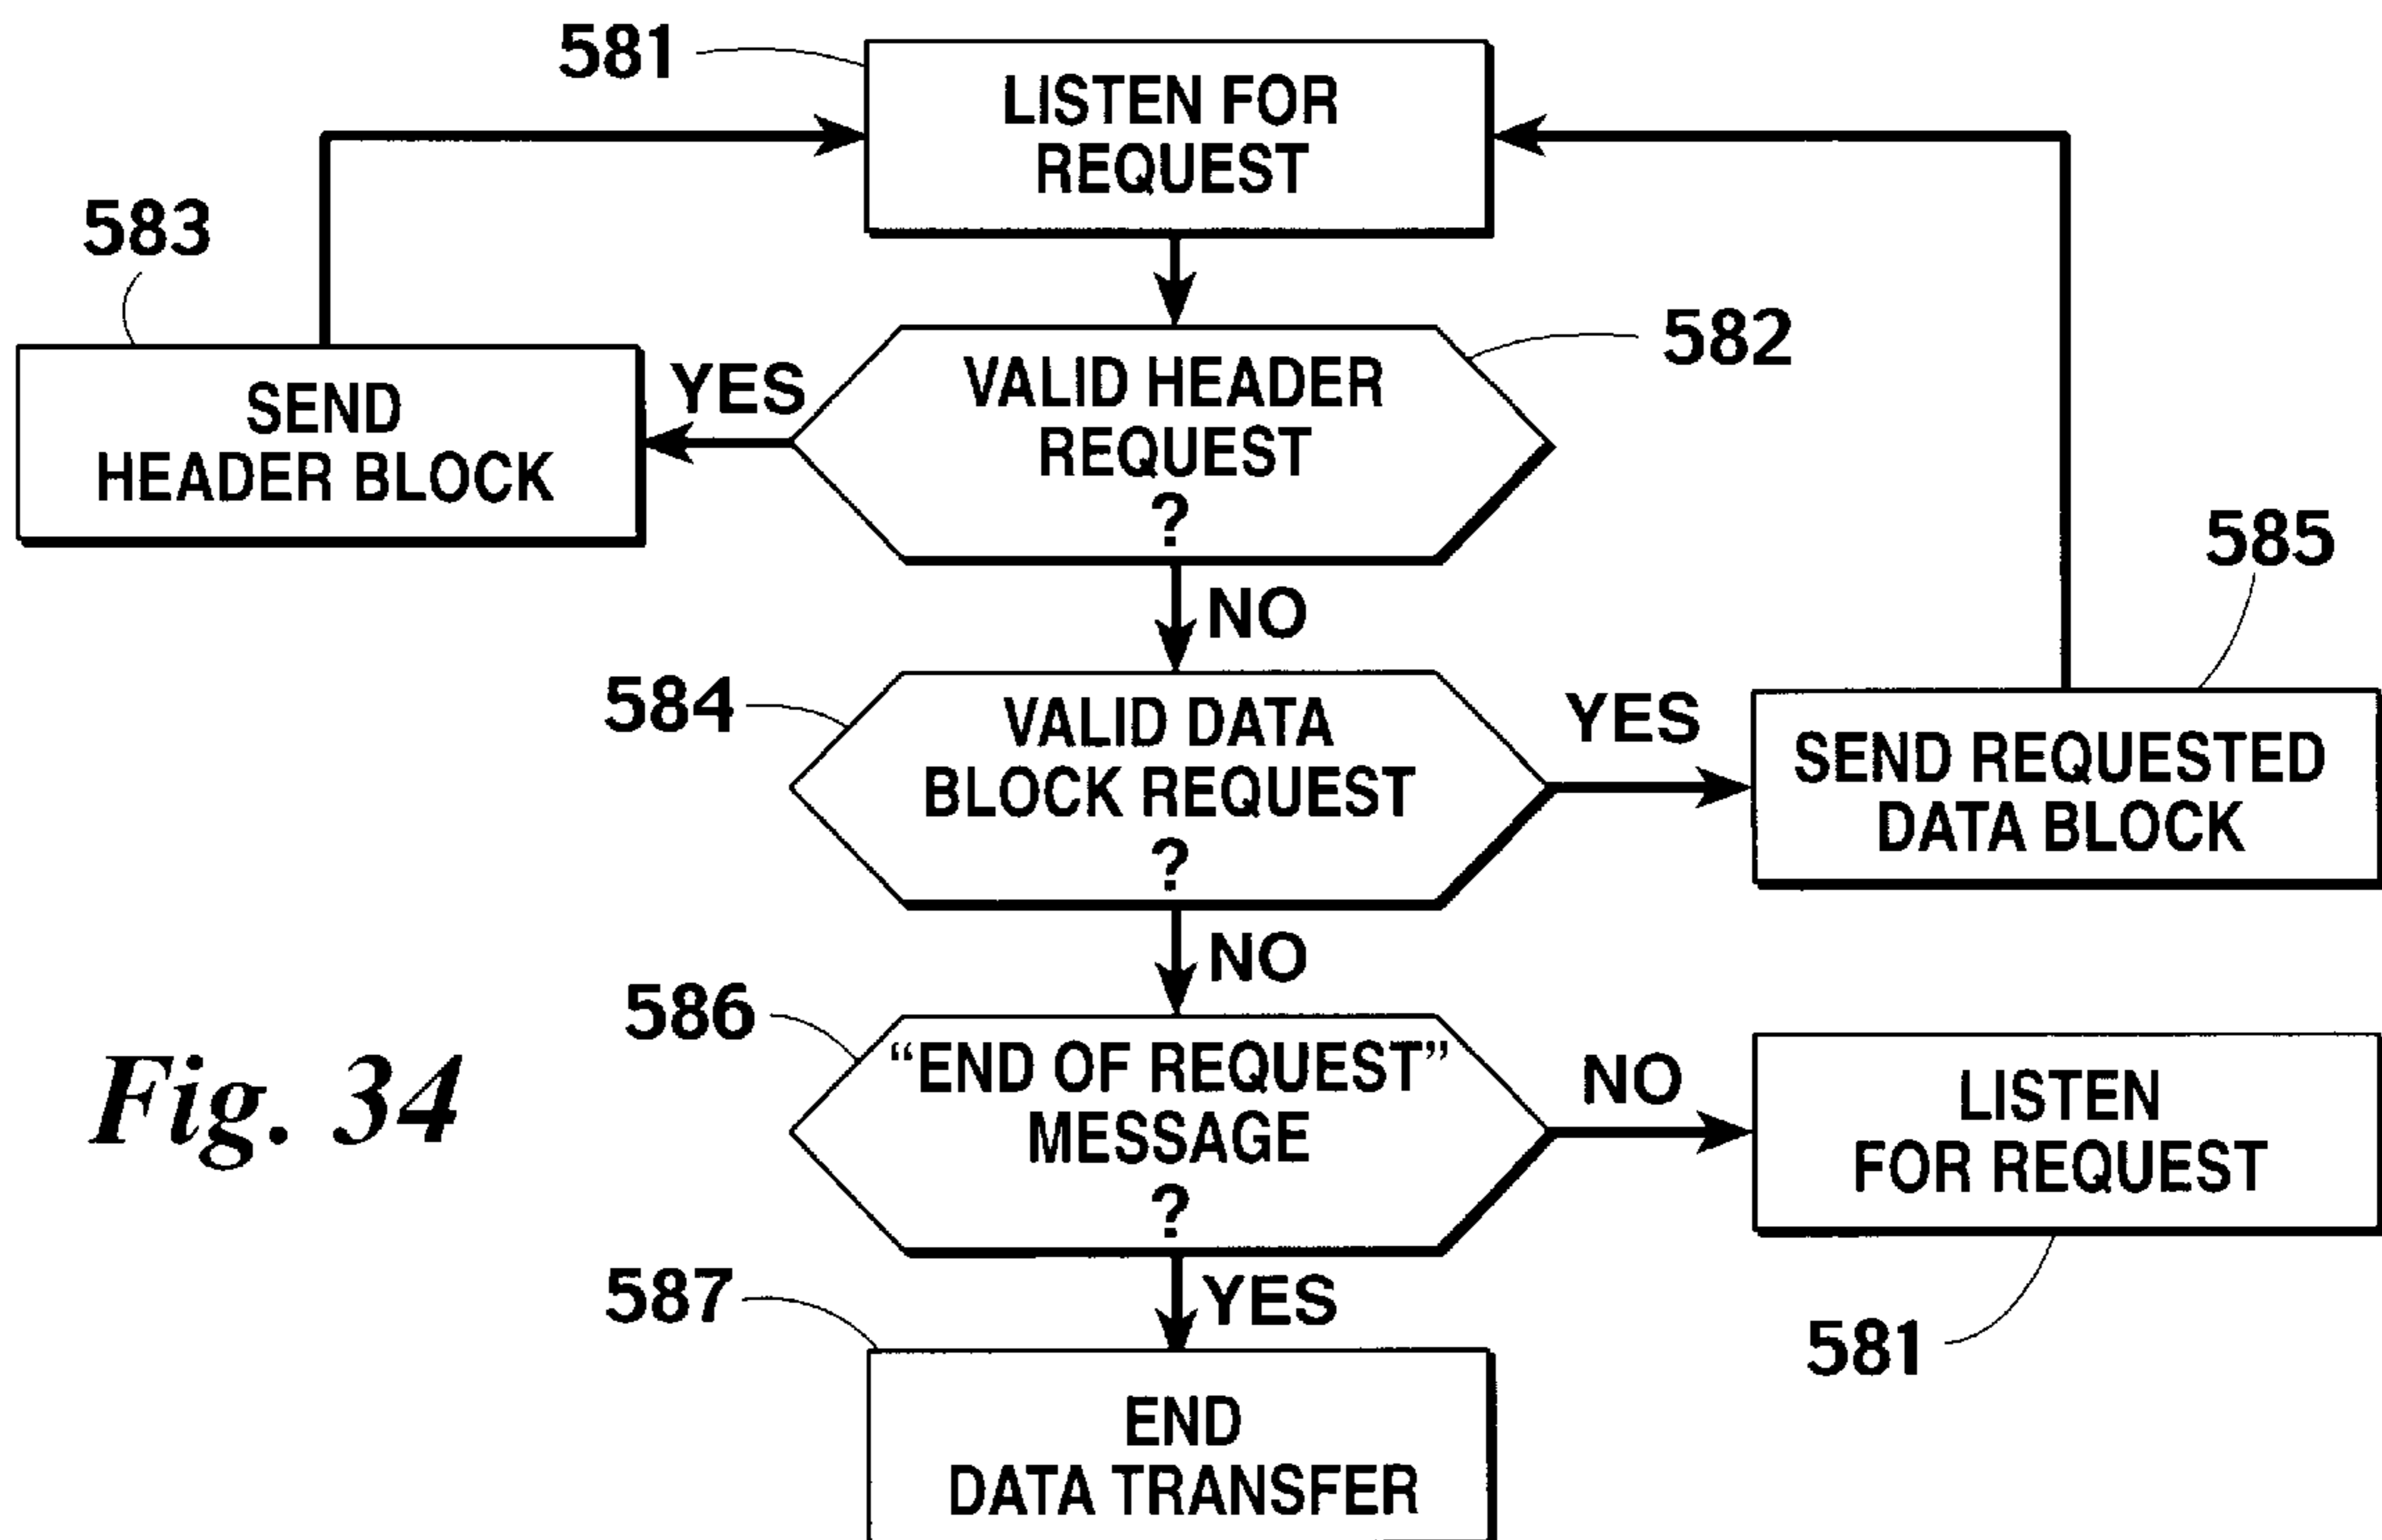 581
LISTEN FOR
REQUEST
583
582
SEND
HEADER BLOCK
YES
VALID HEADER
REQUEST
?
NO
585
584
VALID DATA
BLOCK REQUEST
?
YES
SEND REQUESTED
DATA BLOCK
NO
586
“END OF REQUEST”
MESSAGE
?
NO
LISTEN
FOR REQUEST
Fig. 34
587
YES
581
END
DATA TRANSFER